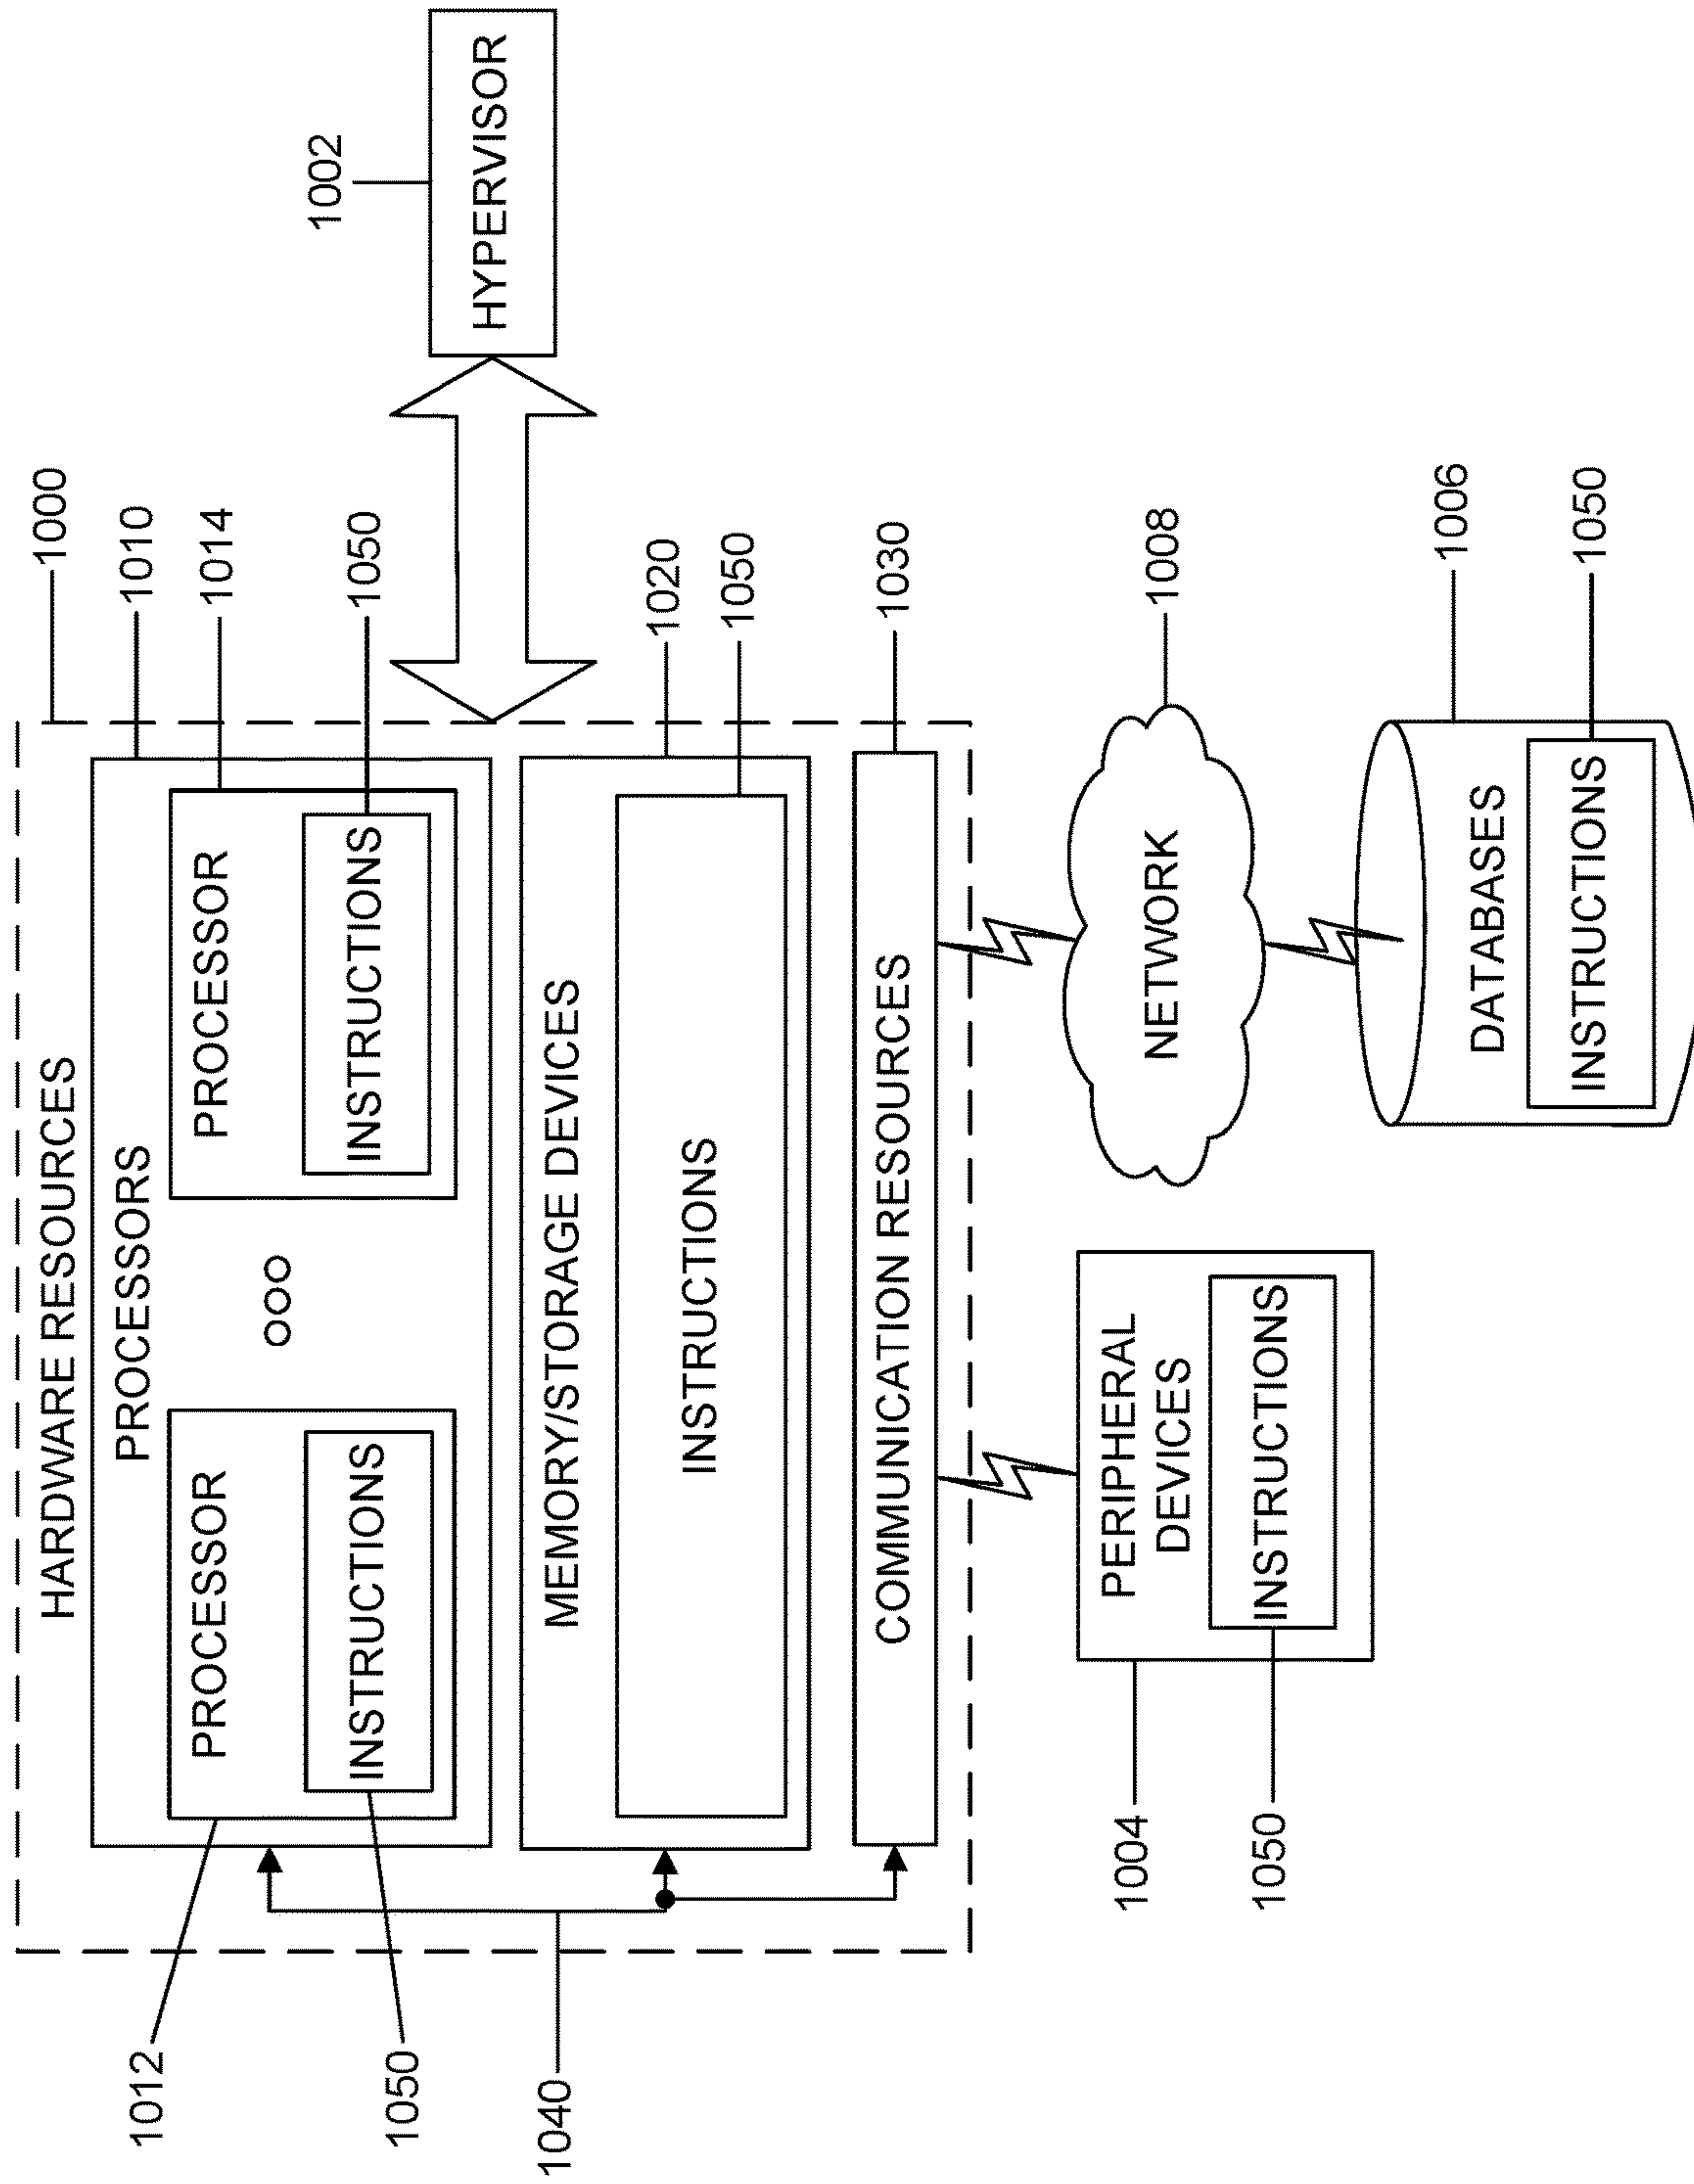 HARDWARE RESOURCES
1000
PROCESSORS
1010
1012
PROCESSOR
PROCESSOR
1014
1002
INSTRUCTIONS
INSTRUCTIONS
1050
1050
HYPERVISOR
1040
MEMORY/STORAGE DEVICES
1020
INSTRUCTIONS
1050
COMMUNICATION RESOURCES
1030
1004
PERIPHERAL
DEVICES
NETWORK
1008
1050
INSTRUCTIONS
DATABASES
1006
INSTRUCTIONS
1050